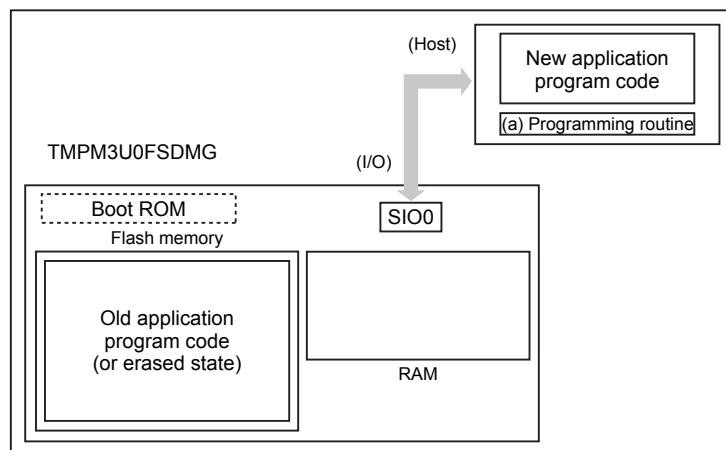 (Host)
New application
program code
(a) Programming routine
TMPM3U0FSDMG
(I/O)
Boot ROM
SIO0
Flash memory
Old application
program code
(or erased state)
RAM